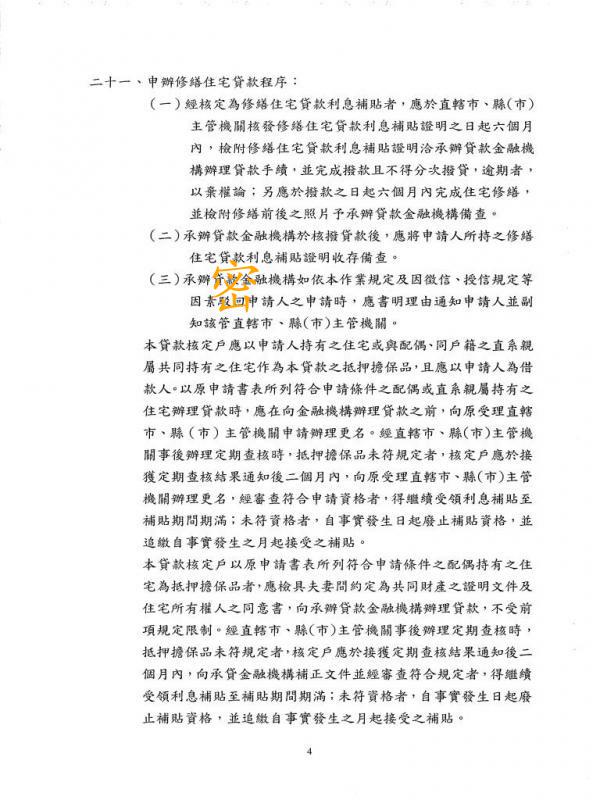 二十一、申辦修繕住宅貸款程序：
（一）經核定為修繕住宅貸款利息補貼者，應於直轄市、縣(市)
主管機關核發修繕住宅貸款利息補貼證明之日起六個月
內，檢附修繕住宅貸款利息補貼證明洽承辦貸款金融機
構辦理貸款手續，並完成撥款且不得分次撥貸，逾期者，
以棄權論；另應於撥款之日起六個月內完成住宅修繕，
並檢附修繕前後之照片予承辦貸款金融機構備查。
（二）承辦貸款金融機構於核撥貸款後，應將申請人所持之修繕
住宅貸款利息補貼證明收存備查。
（三）承辦貸款金融機構如依本作業規定及因徵信、授信規定等
密
因素駁回申請人之申請時，應書明理由通知申請人並副
知該管直轄市、縣(市)主管機關。
本貸款核定戶應以申請人持有之住宅或與配偶、同戶籍之直系親
屬共同持有之住宅作為本貸款之抵押擔保品，且應以申請人為借
款人。以原申請書表所列符合申請條件之配偶或直系親屬持有之
住宅辦理貸款時，應在向金融機構辦理貸款之前，向原受理直轄
市、縣（市）主管機關申請辦理更名。經直轄市、縣(市)主管機
關事後辦理定期查核時，抵押擔保品未符規定者，核定戶應於接
獲定期查核結果通知後二個月內，向原受理直轄市、縣(市)主管
機關辦理更名，經審查符合申請資格者，得繼續受領利息補貼至
補貼期間期滿；未符資格者，自事實發生日起廢止補貼資格，並
追繳自事實發生之月起接受之補貼。
本貸款核定戶以原申請書表所列符合申請條件之配偶持有之住
宅為抵押擔保品者，應檢具夫妻間約定為共同財產之證明文件及
住宅所有權人之同意書，向承辦貸款金融機構辦理貸款，不受前
項規定限制。經直轄市、縣(市)主管機關事後辦理定期查核時，
抵押擔保品未符規定者，核定戶應於接獲定期查核結果通知後二
個月內，向承貸金融機構補正文件並經審查符合規定者，得繼續
受領利息補貼至補貼期間期滿；未符資格者，自事實發生日起廢
止補貼資格，並追繳自事實發生之月起接受之補貼。
4